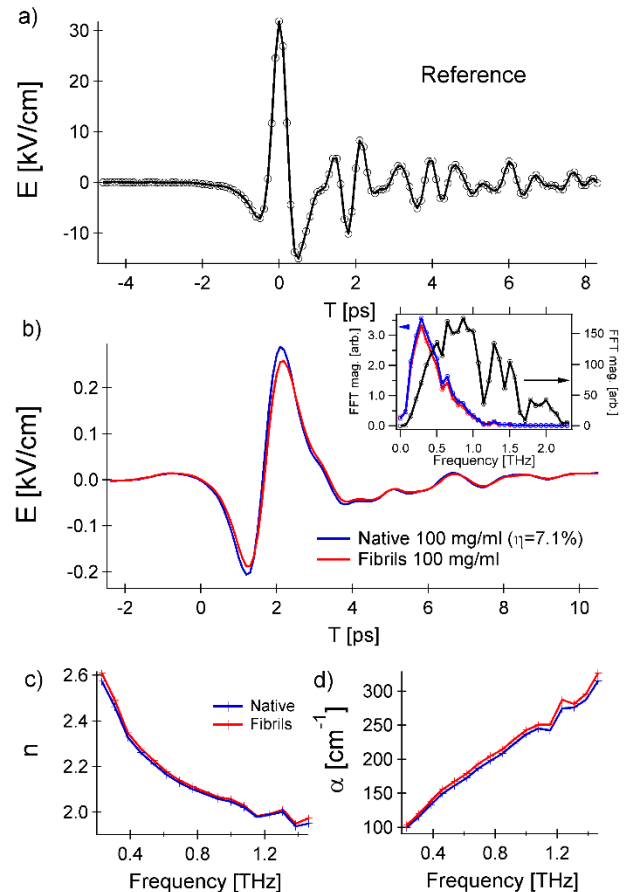 a)
E [kV/cm]
30
20
10
0
-10
Reference
-4
-2
0
2
4
6
8
T [ps]
b)
E [kV/cm]
0.2
0.1
0.0
-0.1
-0.2
FFT mag. [arb.]
3.0
2.0
1.0
0.0
150
100
50
0
FFT mag.
[arb.]
0.0 0.5 1.0 1.5 2.0
Frequency [THz]
Native 100 mg/ml (η=7.1%)
Fibrils 100 mg/ml
-2
0
2
4
6
8
10
T [ps]
c)
n
2.6
2.4
2.2
2.0
Native
Fibrils
0.4 0.8 1.2
Frequency [THz]
d)
α [cm⁻¹]
300
250
200
150
100
0.4 0.8 1.2
Frequency [THz]